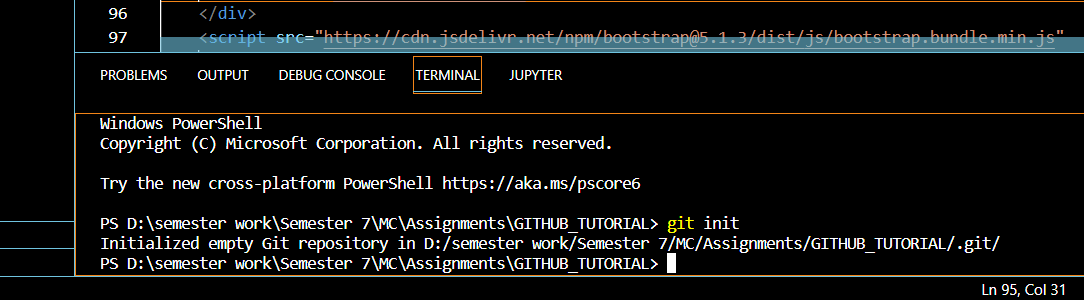 96 </div>
97 <script src="https://cdn.jsdelivr.net/npm/bootstrap@5.1.3/dist/js/bootstrap.bundle.min.js"
PROBLEMS OUTPUT DEBUG CONSOLE TERMINAL JUPYTER
Windows PowerShell
Copyright (C) Microsoft Corporation. All rights reserved.
Try the new cross-platform PowerShell https://aka.ms/pscore6
PS D:\semester work\Semester 7\MC\Assignments\GITHUB_TUTORIAL> git init
Initialized empty Git repository in D:/semester work/Semester 7/MC/Assignments/GITHUB_TUTORIAL/.git/
PS D:\semester work\Semester 7\MC\Assignments\GITHUB_TUTORIAL>
Ln 95, Col 31